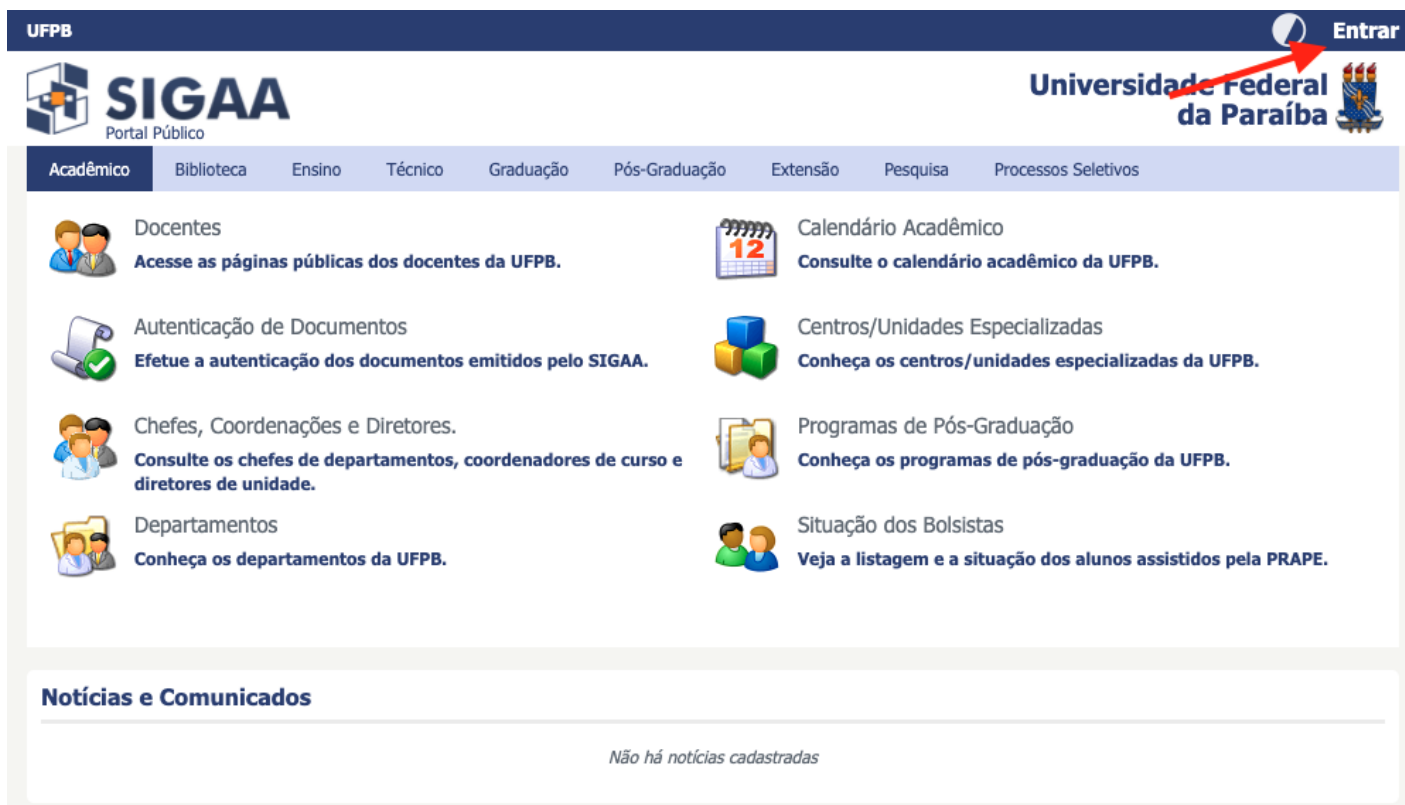 UFPB
Entrar
SIGAA
Portal Público
Universidade Federal
da Paraíba
Acadêmico Biblioteca Ensino Técnico Graduação Pós-Graduação Extensão Pesquisa Processos Seletivos
Docentes
Acesse as páginas públicas dos docentes da UFPB.
12
Calendário Acadêmico
Consulte o calendário acadêmico da UFPB.
Autenticação de Documentos
Efetue a autenticação dos documentos emitidos pelo SIGAA.
Centros/Unidades Especializadas
Conheça os centros/unidades especializadas da UFPB.
Chefes, Coordenações e Diretores.
Consulte os chefes de departamentos, coordenadores de curso e
diretores de unidade.
Programas de Pós-Graduação
Conheça os programas de pós-graduação da UFPB.
Departamentos
Conheça os departamentos da UFPB.
Situação dos Bolsistas
Veja a listagem e a situação dos alunos assistidos pela PRAPE.
Notícias e Comunicados
Não há notícias cadastradas